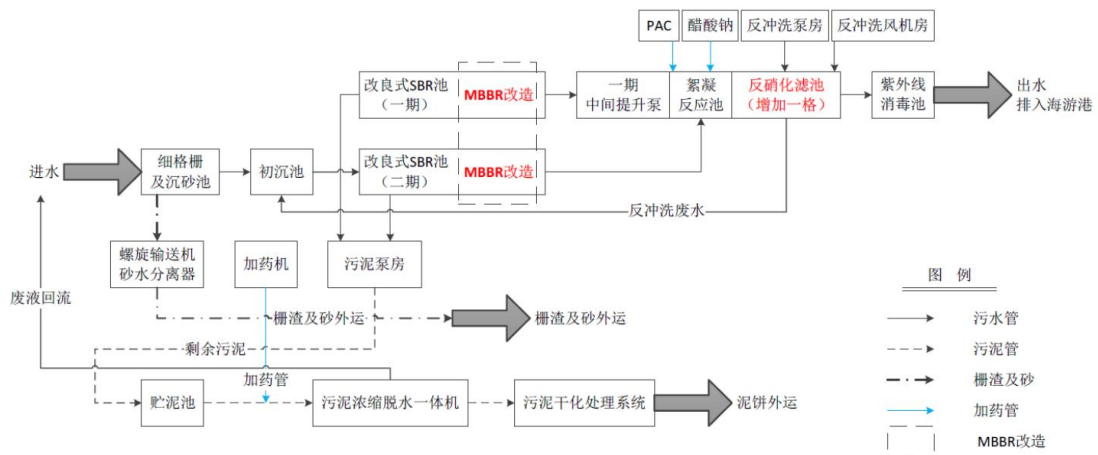 PAC
醋酸钠
反冲洗泵房
反冲洗风机房
改良式SBR池
（一期）
MBBR改造
一期
中间提升泵
絮凝
反应池
反硝化滤池
（增加一格）
紫外线
消毒池
出水
排入海游港
进水
细格栅
及沉砂池
初沉池
改良式SBR池
（二期）
MBBR改造
反冲洗废水
螺旋输送机
砂水分离器
加药机
污泥泵房
图 例
废液回流
栅渣及砂外运
栅渣及砂外运
污水管
剩余污泥
污泥管
加药管
栅渣及砂
贮泥池
污泥浓缩脱水一体机
污泥干化处理系统
泥饼外运
加药管
MBBR改造